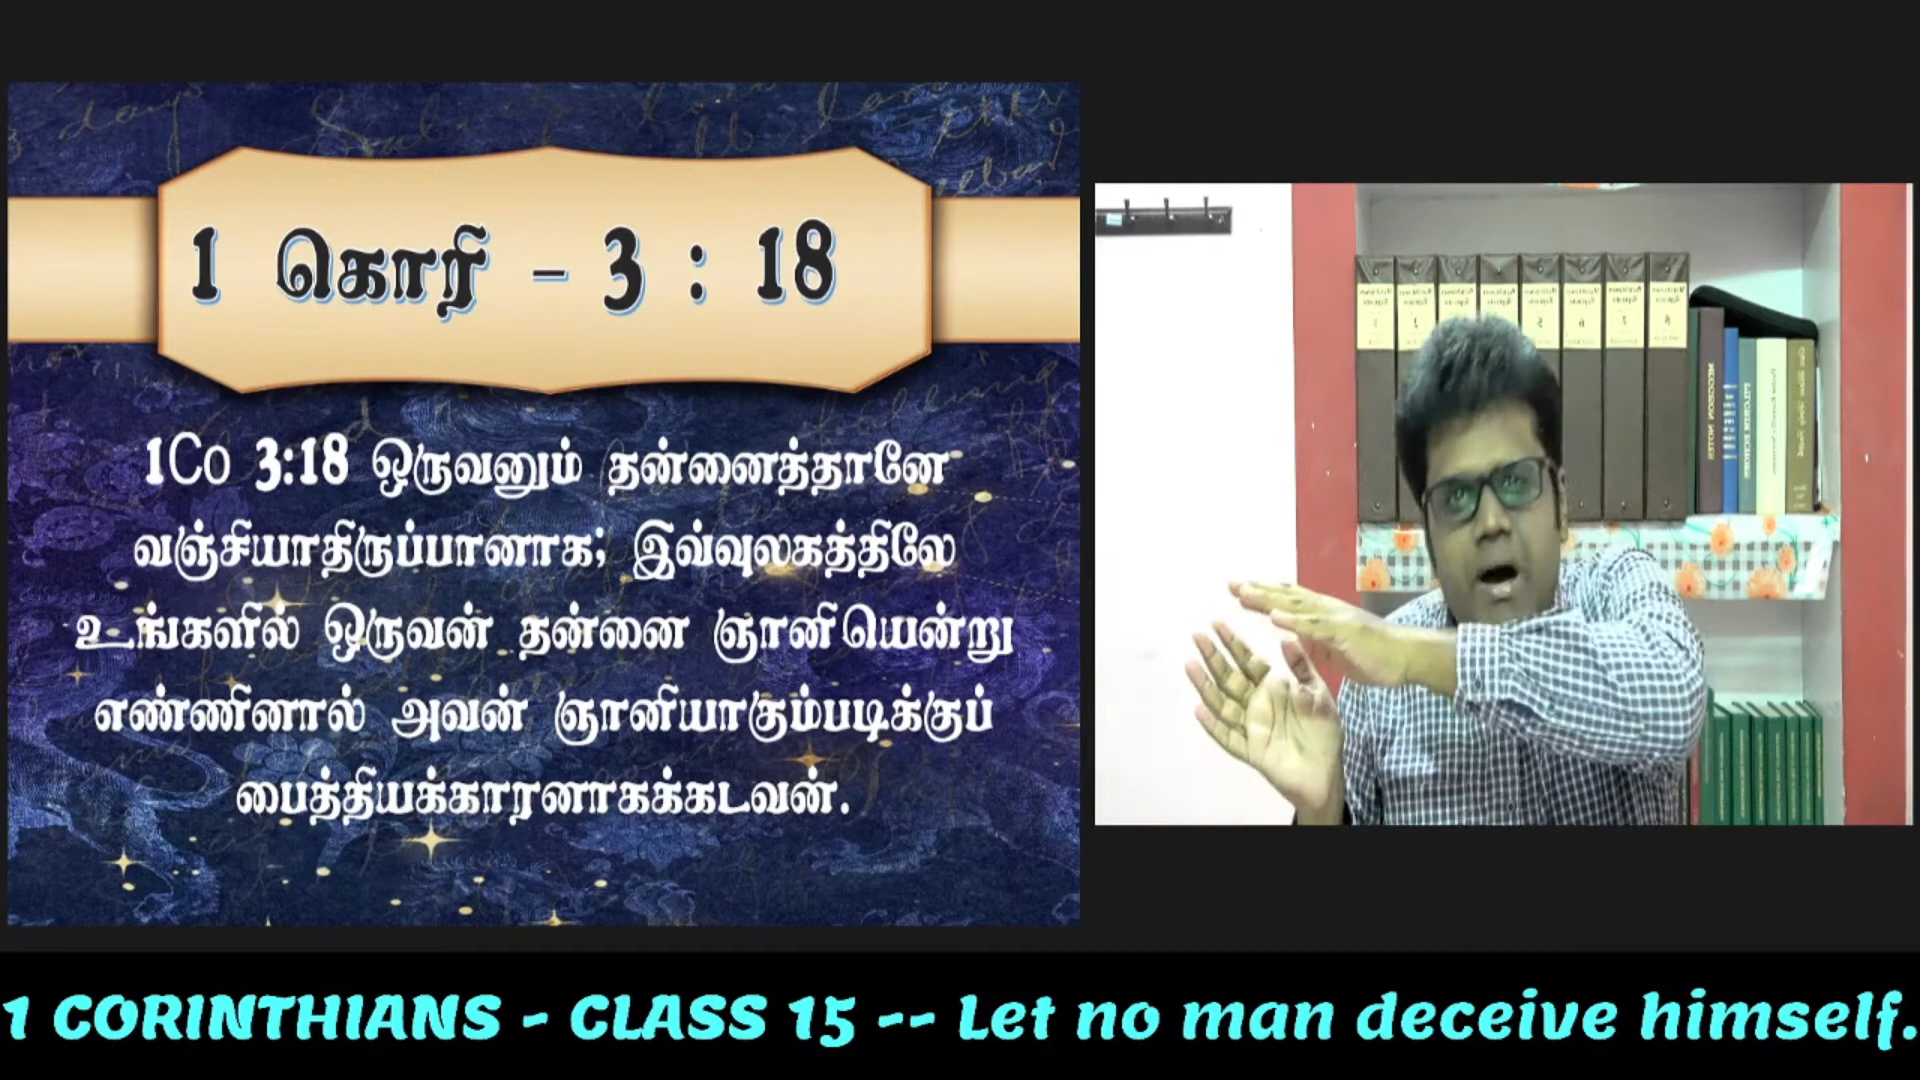 1 கொரி - 3 : 18
1Co 3:18 ஒருவனும் தன்னைத்தானே
வஞ்சியாதிருப்பானாக; இவ்வுலகத்திலே
உங்களில் ஒருவன் தன்னை ஞானியென்று
எண்ணினால் அவன் ஞானியாகும்படிக்குப்
பைத்தியக்காரனாகக்கடவன்.
1 CORINTHIANS - CLASS 15 -- Let no man deceive himself.